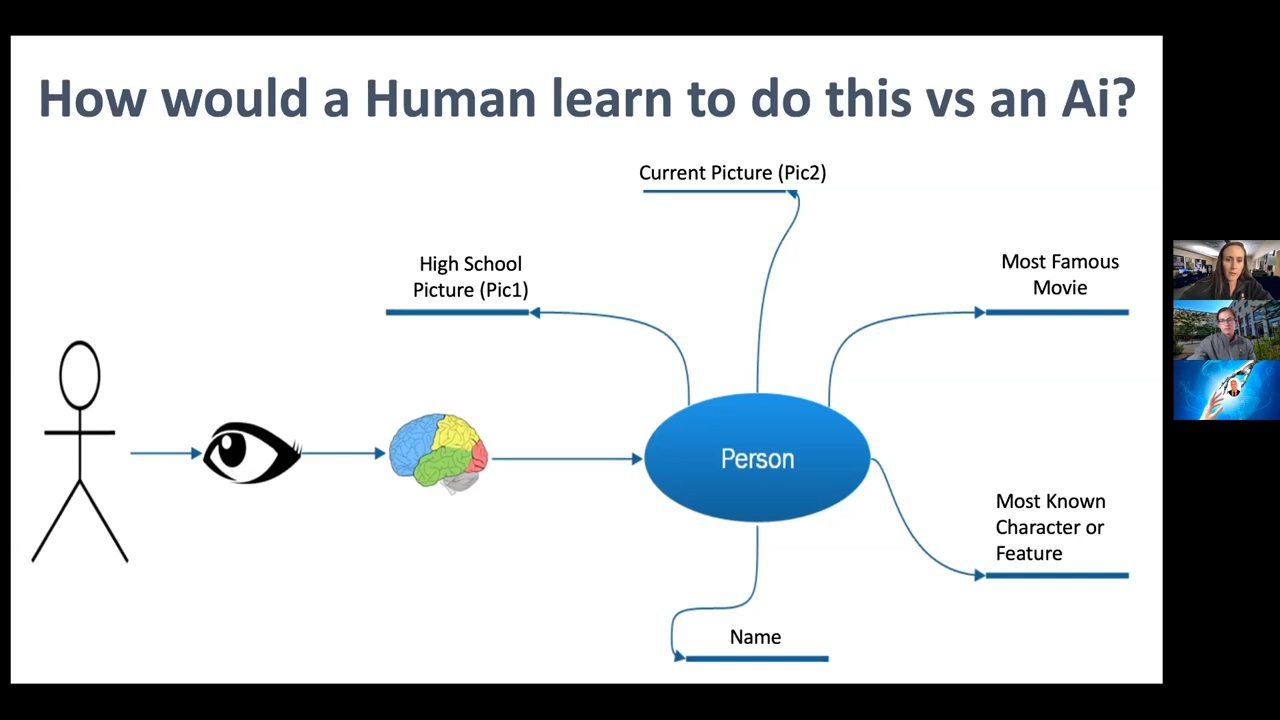 How would a Human learn to do this vs an Ai?
Current Picture (Pic2)
High School
Picture (Pic1)
Most Famous
Movie
Person
Most Known
Character or
Feature
Name